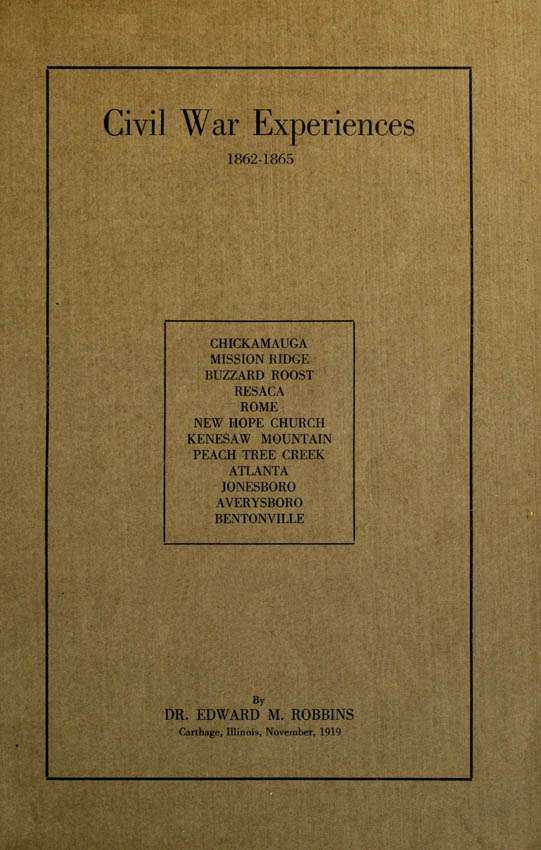 Civil War Experiences
1862-1865
CHICKAMAUGA
MISSION RIDGE
BUZZARD ROOST
RESACA
ROME
NEW HOPE CHURCH
KENESAW MOUNTAIN
PEACH TREE CREEK
ATLANTA
JONESBORO
AVERYSBORO
BENTONVILLE
By
DR. EDWARD M. ROBBINS
Carthage, Illinois, November, 1919